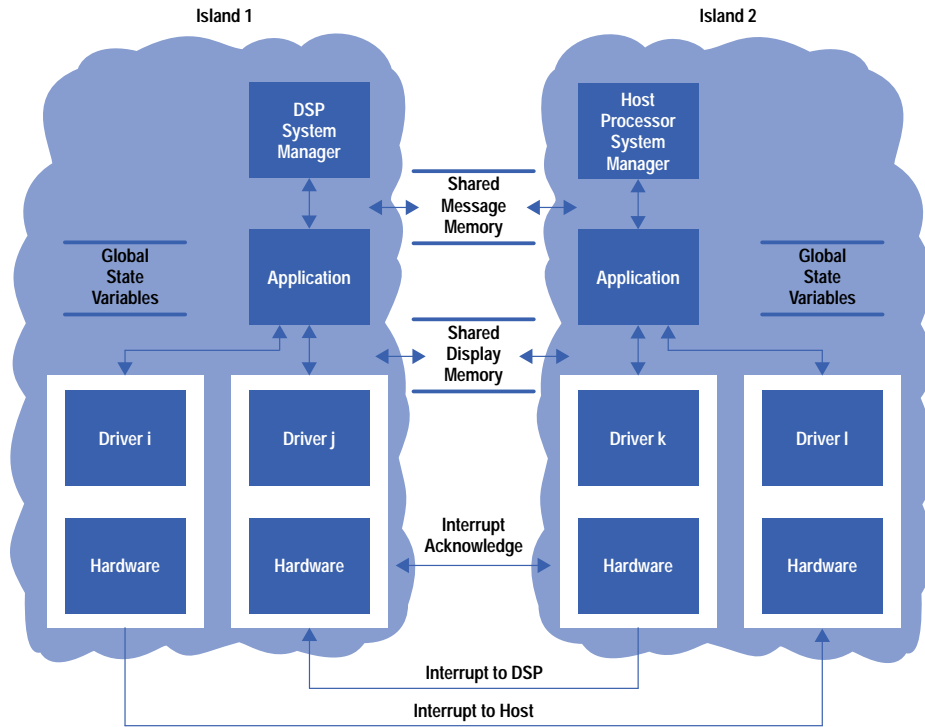 Island 1
Island 2
DSP
System
Manager
Host
Processor
System
Manager
Shared
Message
Memory
Global
State
Variables
Application
Application
Global
State
Variables
Shared
Display
Memory
Driver i
Driver j
Driver k
Driver l
Hardware
Hardware
Interrupt
Acknowledge
Hardware
Hardware
Interrupt to DSP
Interrupt to Host